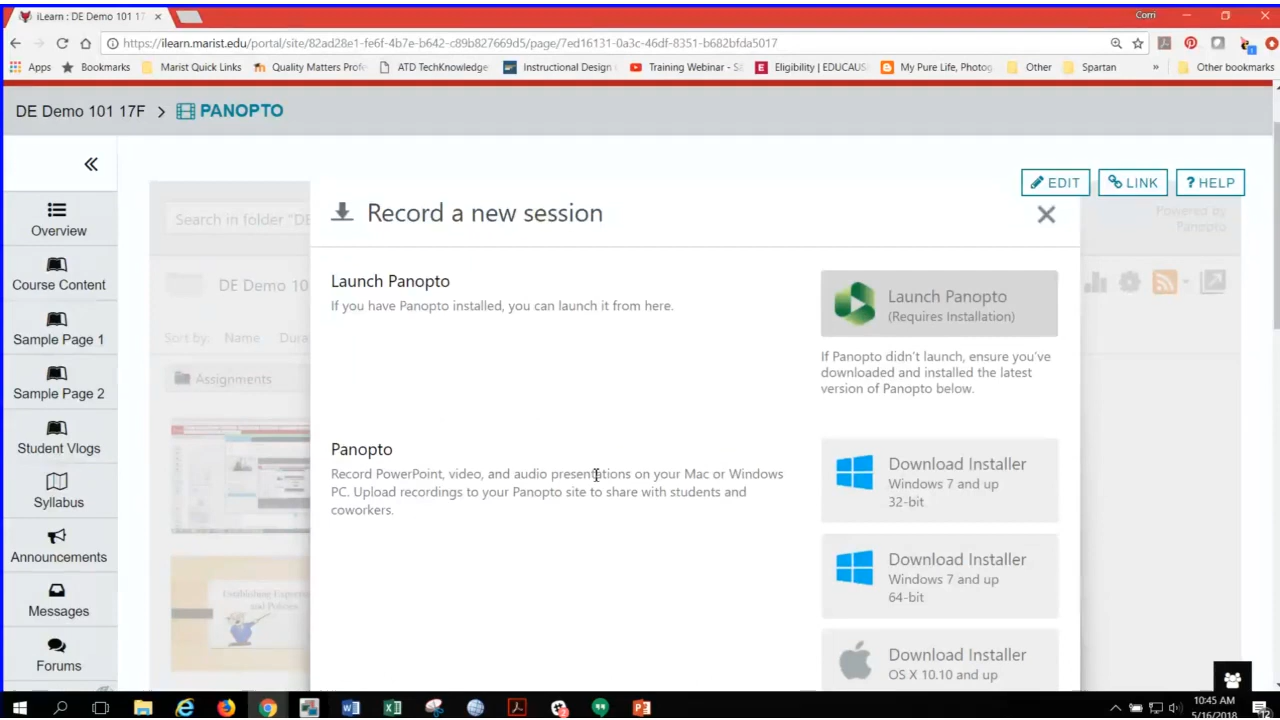 iLearn : DE Demo 101 17
Corri
https://ilearn.marist.edu/portal/site/82ad28e1-fe6f-4b7e-b642-c89b827669d5/page/7ed16131-0a3c-46df-8351-b682bfda5017
Apps Bookmarks Marist Quick Links Quality Matters Profe ATD TechKnowledge Instructional Design Training Webinar - S Eligibility | EDUCAUS My Pure Life, Photog Other Spartan » Other bookmarks
DE Demo 101 17F > PANOPTO
EDIT LINK ? HELP
Search in folder "DE
Record a new session
Powered by
Panopto
Overview
Launch Panopto
If you have Panopto installed, you can launch it from here.
Launch Panopto
(Requires Installation)
Course Content
DE Demo 10
If Panopto didn't launch, ensure you've
downloaded and installed the latest
version of Panopto below.
Sample Page 1
Sort by: Name Dura
Assignments
Sample Page 2
Student Vlogs
Panopto
Record PowerPoint, video, and audio presentations on your Mac or Windows
PC. Upload recordings to your Panopto site to share with students and
coworkers.
Download Installer
Windows 7 and up
32-bit
Syllabus
Announcements
Download Installer
Windows 7 and up
64-bit
Messages
Establishing
and Policies
Forums
Download Installer
OS X 10.10 and up
10:45 AM
5/16/2018